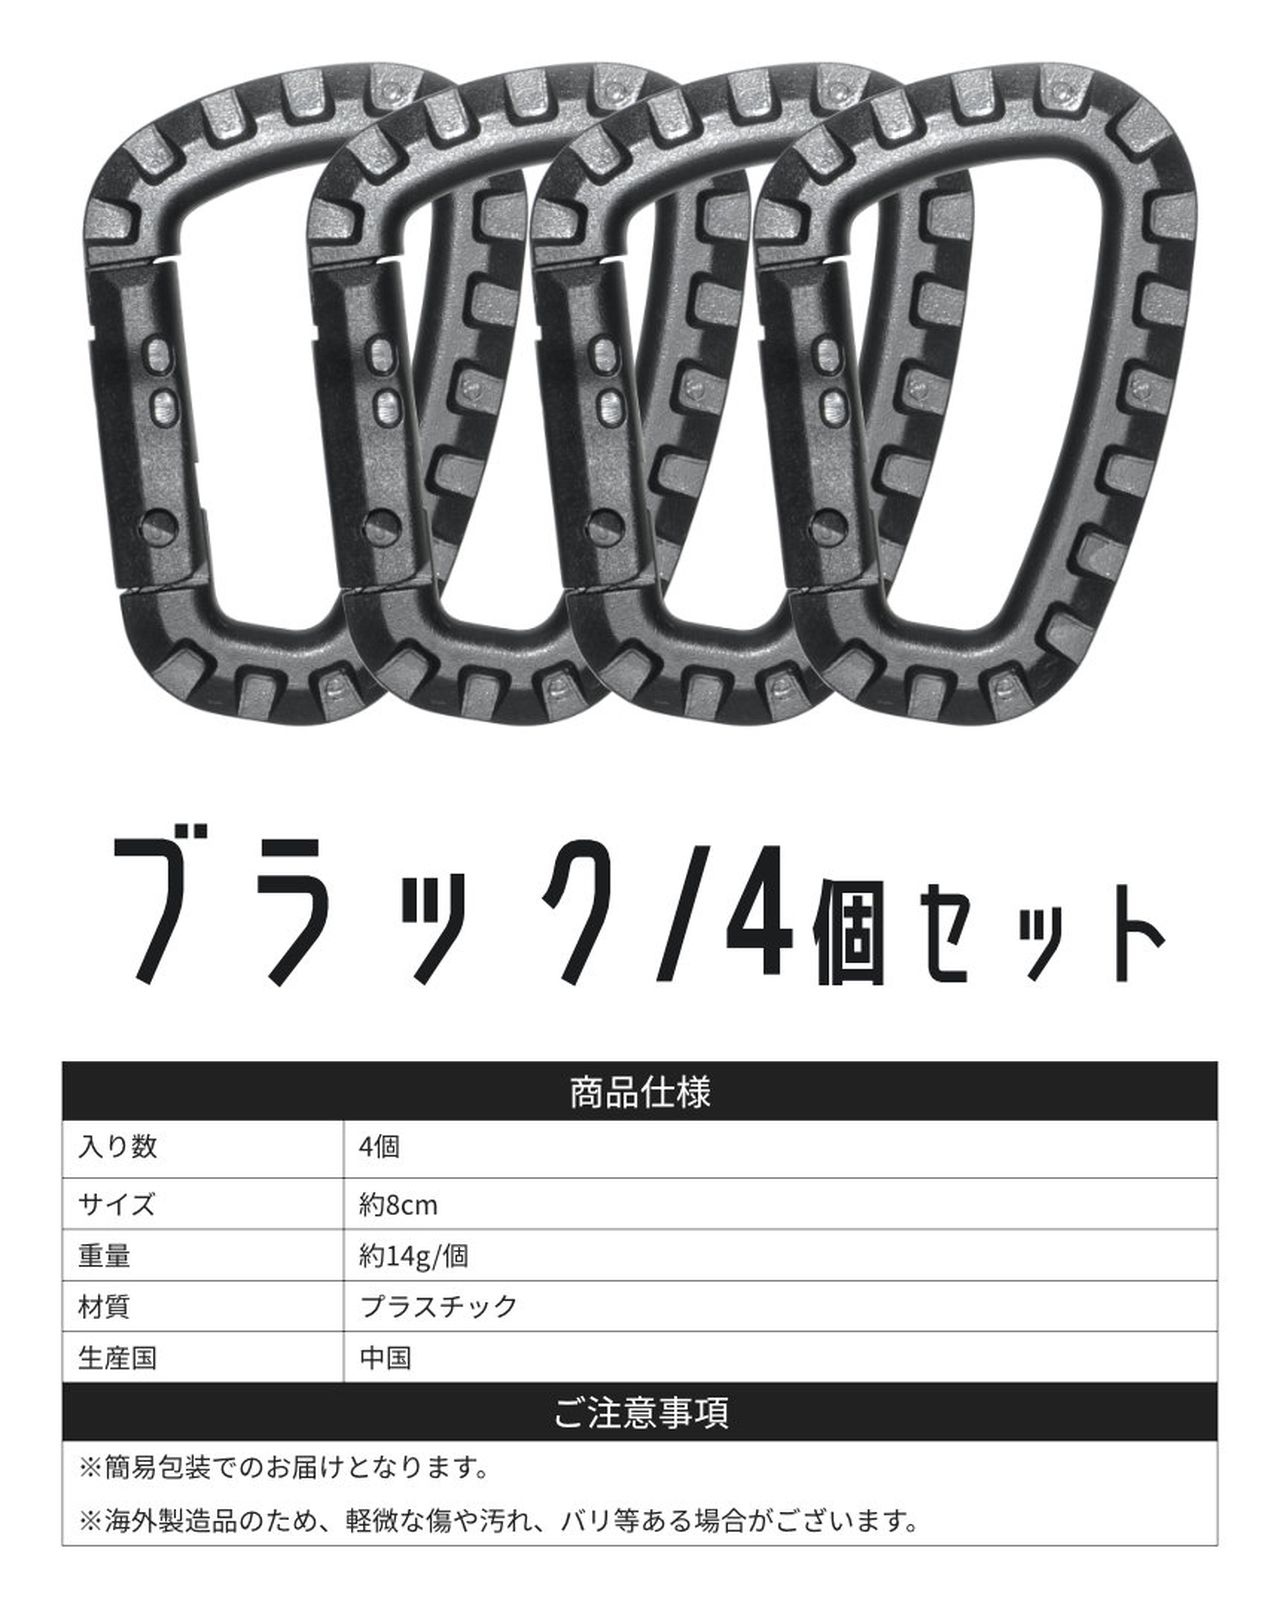 ブラック/4個セット
商品仕様
入り数 4個
サイズ 約8cm
重量 約14g/個
材質 プラスチック
生産国 中国
ご注意事項
※簡易包装でのお届けとなります。
※海外製造品のため、軽微な傷や汚れ、バリ等ある場合がございます。